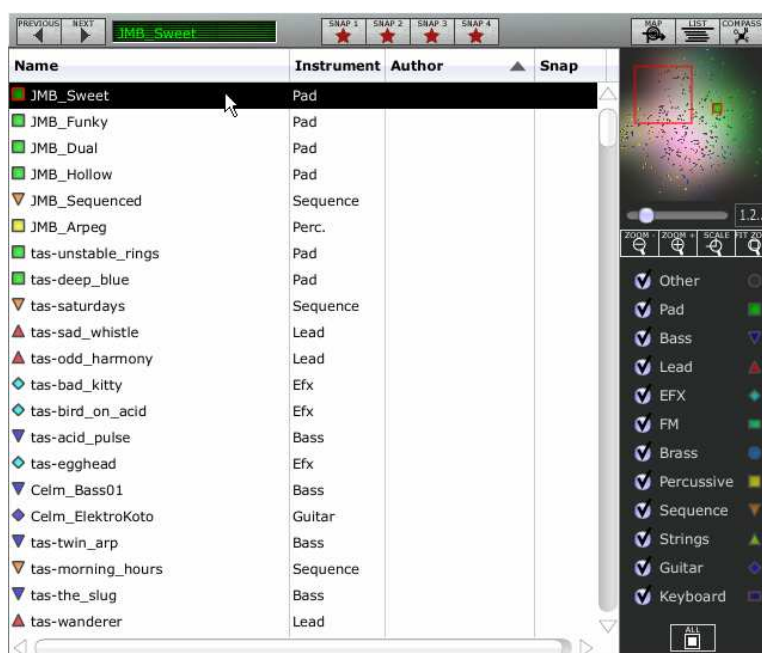 PREVIOUS NEXT JMB_Sweet SNAP 1 SNAP 2 SNAP 3 SNAP 4 MAP LIST COMPASS
Name Instrument Author Snap
JMB_Sweet Pad
JMB_Funky Pad
JMB_Dual Pad
JMB_Hollow Pad
JMB_Sequenced Sequence
JMB_Arpeg Perc.
tas-unstable_rings Pad
tas-deep_blue Pad
tas-saturdays Sequence
tas-sad_whistle Lead
tas-odd_harmony Lead
tas-bad_kitty Efx
tas-bird_on_acid Efx
tas-acid_pulse Bass
tas-egghead Efx
Celm_Bass01 Bass
Celm_ElektroKoto Guitar
tas-twin_arp Bass
tas-morning_hours Sequence
tas-the_slug Bass
tas-wanderer Lead
1.2..
ZOOM - ZOOM + SCALE FIT ZO
Other
Pad
Bass
Lead
EFX
FM
Brass
Percussive
Sequence
Strings
Guitar
Keyboard
ALL